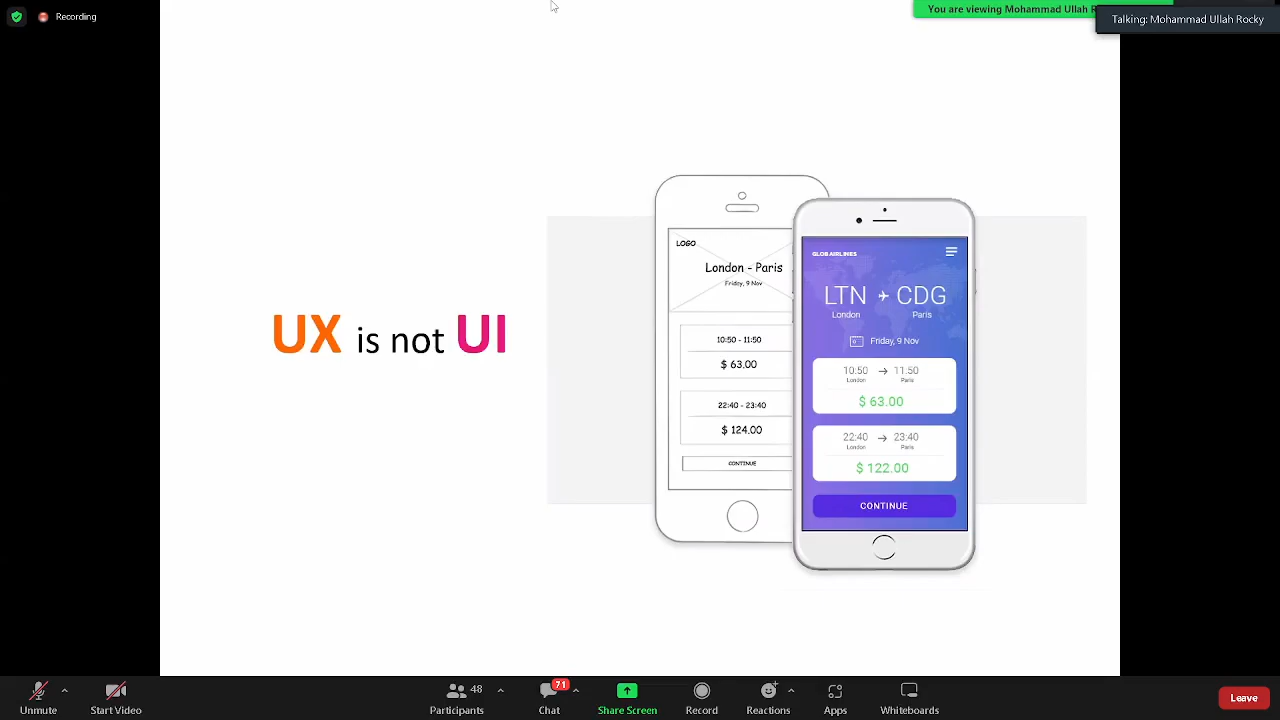 Recording
You are viewing Mohammad Ullah R
Talking: Mohammad Ullah Rocky
UX is not UI
LOGO
London - Paris
Friday, 9 Nov
10:50 - 11:50
$ 63.00
22:40 - 23:40
$ 124.00
CONTINUE
GLOBAIRLINES
LTN CDG
London Paris
Friday, 9 Nov
10:50 → 11:50
London Paris
$ 63.00
22:40 → 23:40
London Paris
$ 122.00
CONTINUE
Unmute
Start Video
48
Participants
71
Chat
Share Screen
Record
Reactions
Apps
Whiteboards
Leave